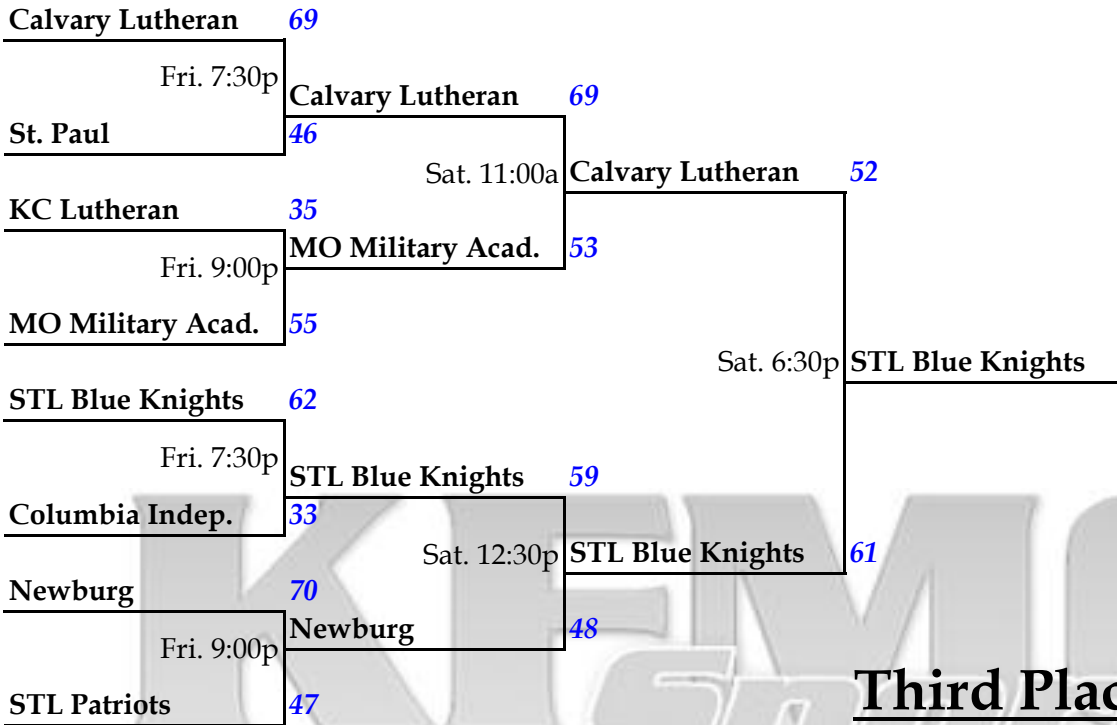 Calvary Lutheran 69
Fri. 7:30p
Calvary Lutheran 69
St. Paul 46
Sat. 11:00a Calvary Lutheran 52
KC Lutheran 35
MO Military Acad. 53
Fri. 9:00p
MO Military Acad. 55
Sat. 6:30p STL Blue Knights
STL Blue Knights 62
Fri. 7:30p
STL Blue Knights 59
Columbia Indep. 33
Sat. 12:30p STL Blue Knights 61
Newburg 70
Newburg 48
Fri. 9:00p
STL Patriots 47
Third Plac